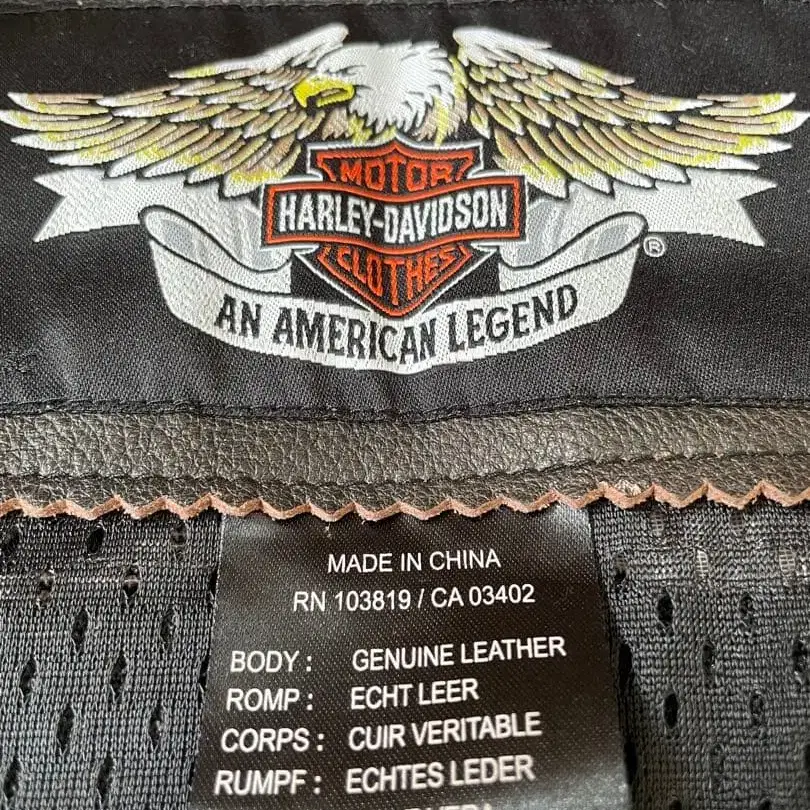 MOTOR
HARLEY-DAVIDSON
CLOTHES
®
AN AMERICAN LEGEND
MADE IN CHINA
RN 103819 / CA 03402
BODY : GENUINE LEATHER
ROMP : ECHT LEER
CORPS : CUIR VERITABLE
RUMPF : ECHTES LEDER